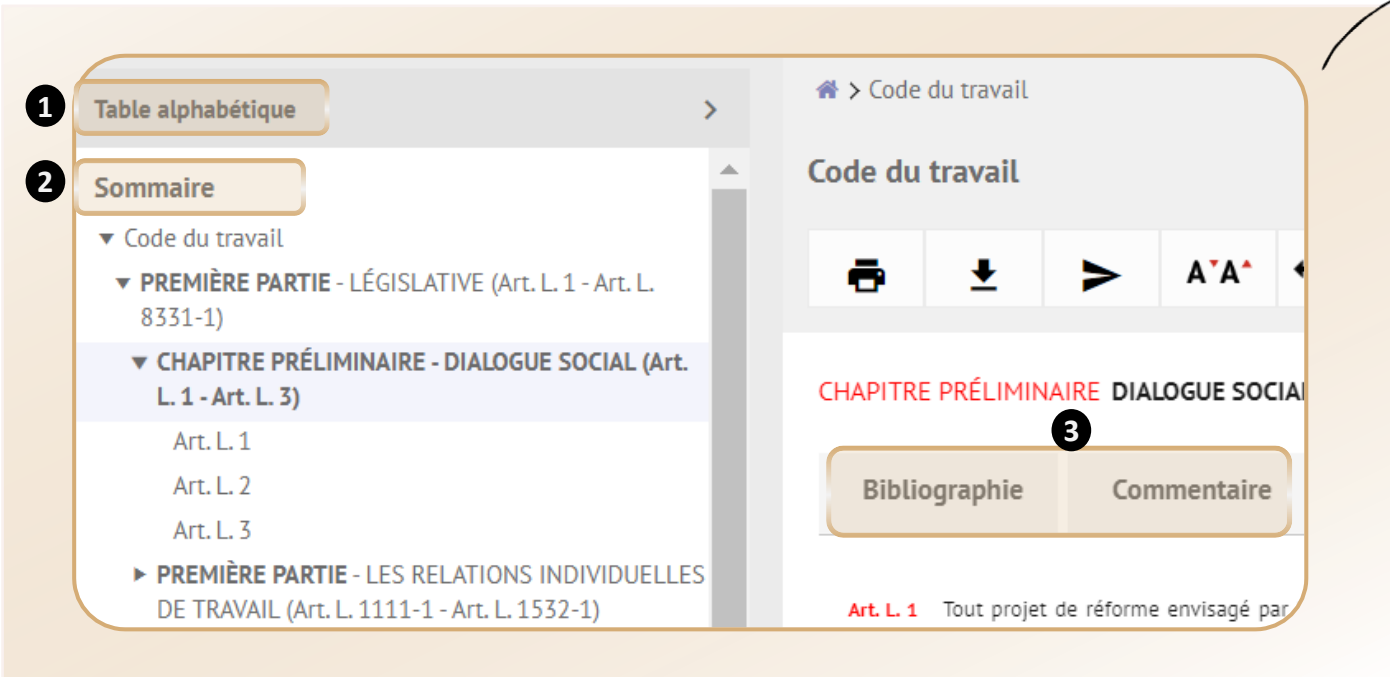 1
Table alphabétique
2
Sommaire
▼ Code du travail
▼ PREMIÈRE PARTIE - LÉGISLATIVE (Art. L. 1 - Art. L.
8331-1)
▼ CHAPITRE PRÉLIMINAIRE - DIALOGUE SOCIAL (Art.
L. 1 - Art. L. 3)
Art. L. 1
Art. L. 2
Art. L. 3
► PREMIÈRE PARTIE - LES RELATIONS INDIVIDUELLES
DE TRAVAIL (Art. L. 1111-1 - Art. L. 1532-1)
> Code du travail
Code du travail
A▼A▲
CHAPITRE PRÉLIMINAIRE DIALOGUE SOCIA
3
Bibliographie Commentaire
Art. L. 1 Tout projet de réforme envisagé par